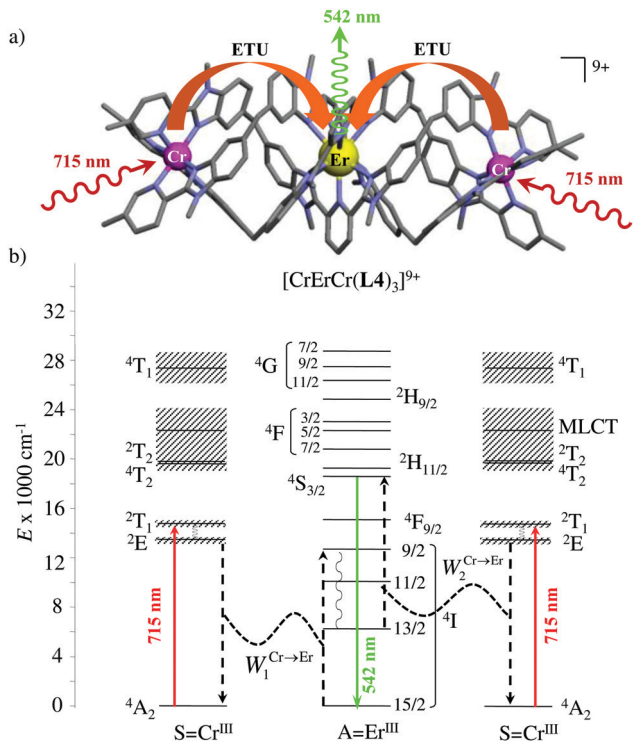 a)
542 nm
ETU ETU
9+
Cr Er Cr
715 nm 715 nm
b)
[CrErCr(L4)₃]⁹⁺
E x 1000 cm⁻¹
32
28
24
20
16
12
8
4
0
⁴T₁
²T₂
⁴T₂
²T₁
²E
⁴A₂
715 nm
S=Crᴵᴵᴵ
W₁ᶜʳ→ᴱʳ
⁴G
7/2
9/2
11/2
²H₉/₂
⁴F
3/2
5/2
7/2
²H₁₁/₂
⁴S₃/₂
⁴F₉/₂
9/2
11/2
13/2
15/2
⁴I
542 nm
A=Erᴵᴵᴵ
W₂ᶜʳ→ᴱʳ
⁴T₁
MLCT
²T₂
⁴T₂
²T₁
²E
⁴A₂
715 nm
S=Crᴵᴵᴵ